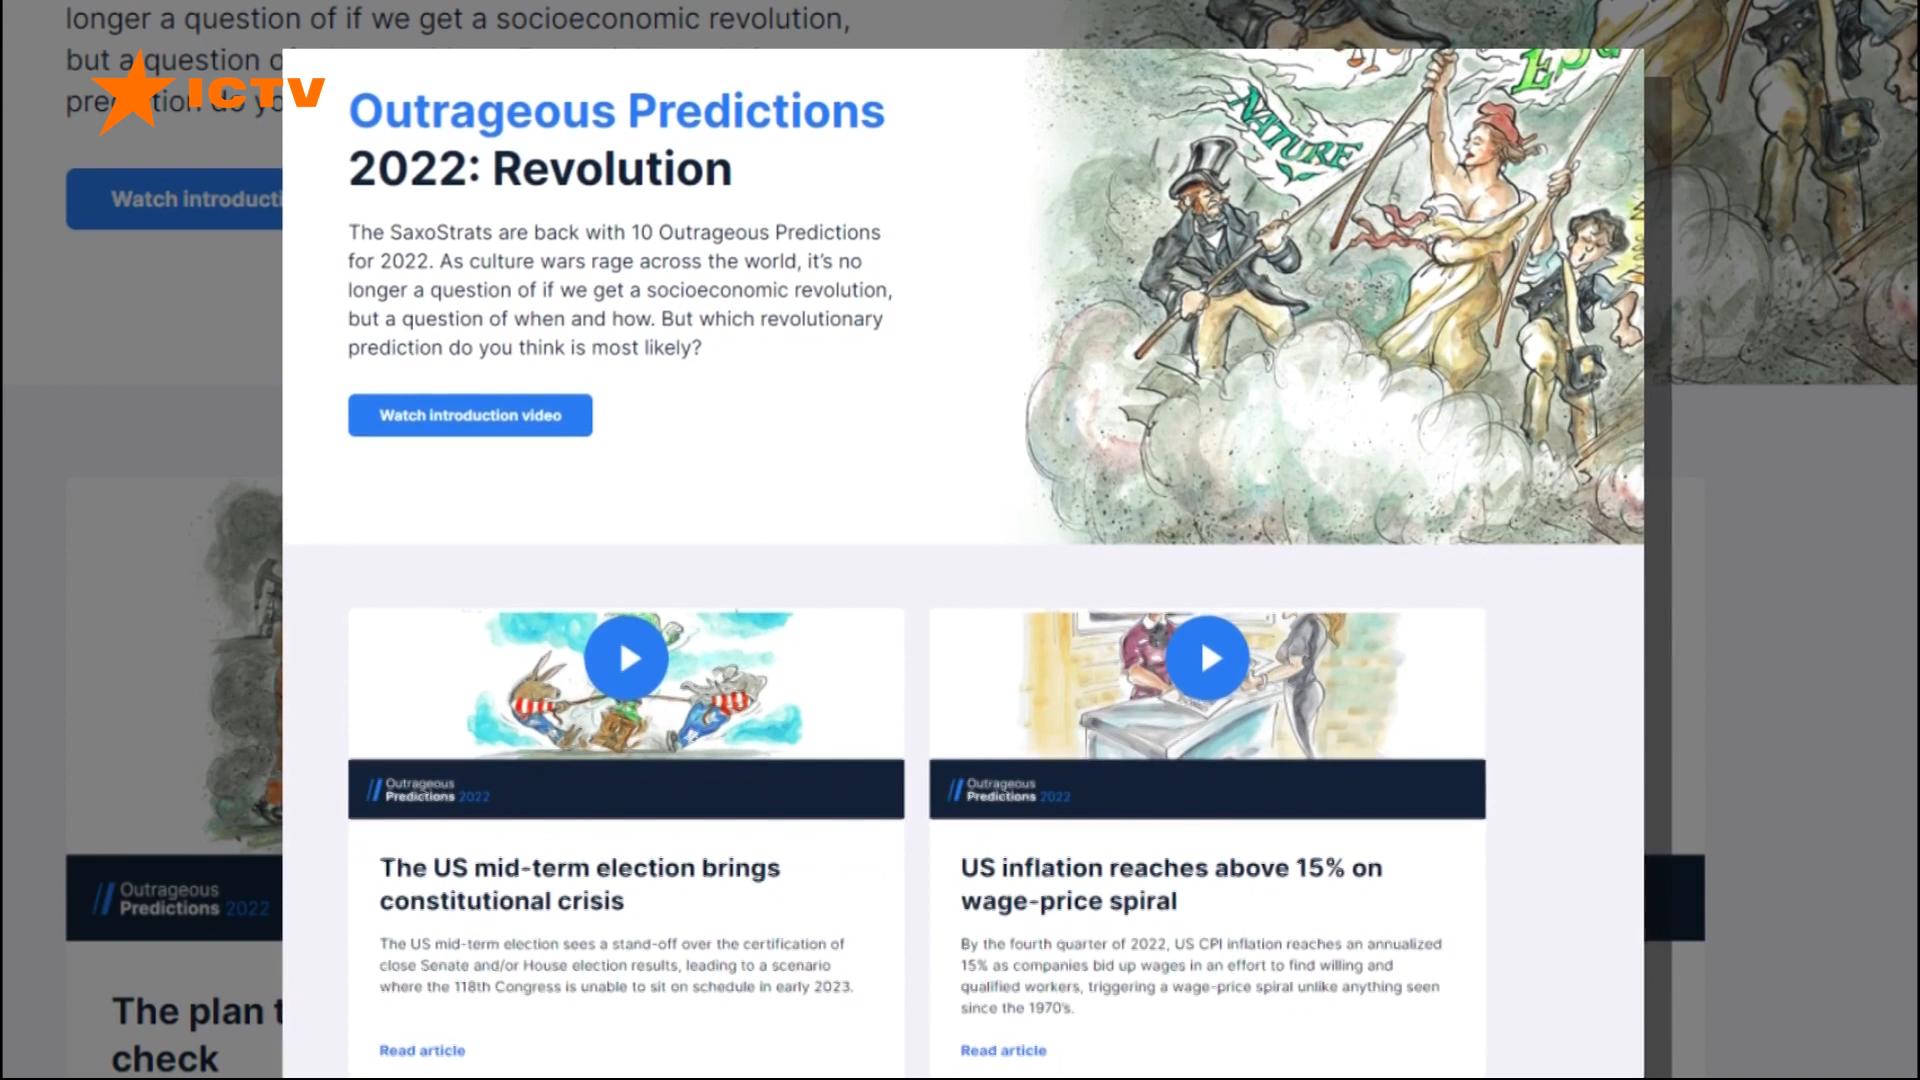 longer a question of if we get a socioeconomic revolution,
but a question o
pre tion do yo
ICTV
Watch introducti
Outrageous Predictions
2022: Revolution
The SaxoStrats are back with 10 Outrageous Predictions
for 2022. As culture wars rage across the world, it's no
longer a question of if we get a socioeconomic revolution,
but a question of when and how. But which revolutionary
prediction do you think is most likely?
Watch introduction video
NATURE
Outrageous
Predictions 2022
The US mid-term election brings
constitutional crisis
The US mid-term election sees a stand-off over the certification of
close Senate and/or House election results, leading to a scenario
where the 118th Congress is unable to sit on schedule in early 2023.
Read article
Outrageous
Predictions 2022
US inflation reaches above 15% on
wage-price spiral
By the fourth quarter of 2022, US CPI inflation reaches an annualized
15% as companies bid up wages in an effort to find willing and
qualified workers, triggering a wage-price spiral unlike anything seen
since the 1970's.
Read article
Outrageous
Predictions 2022
The plan t
check